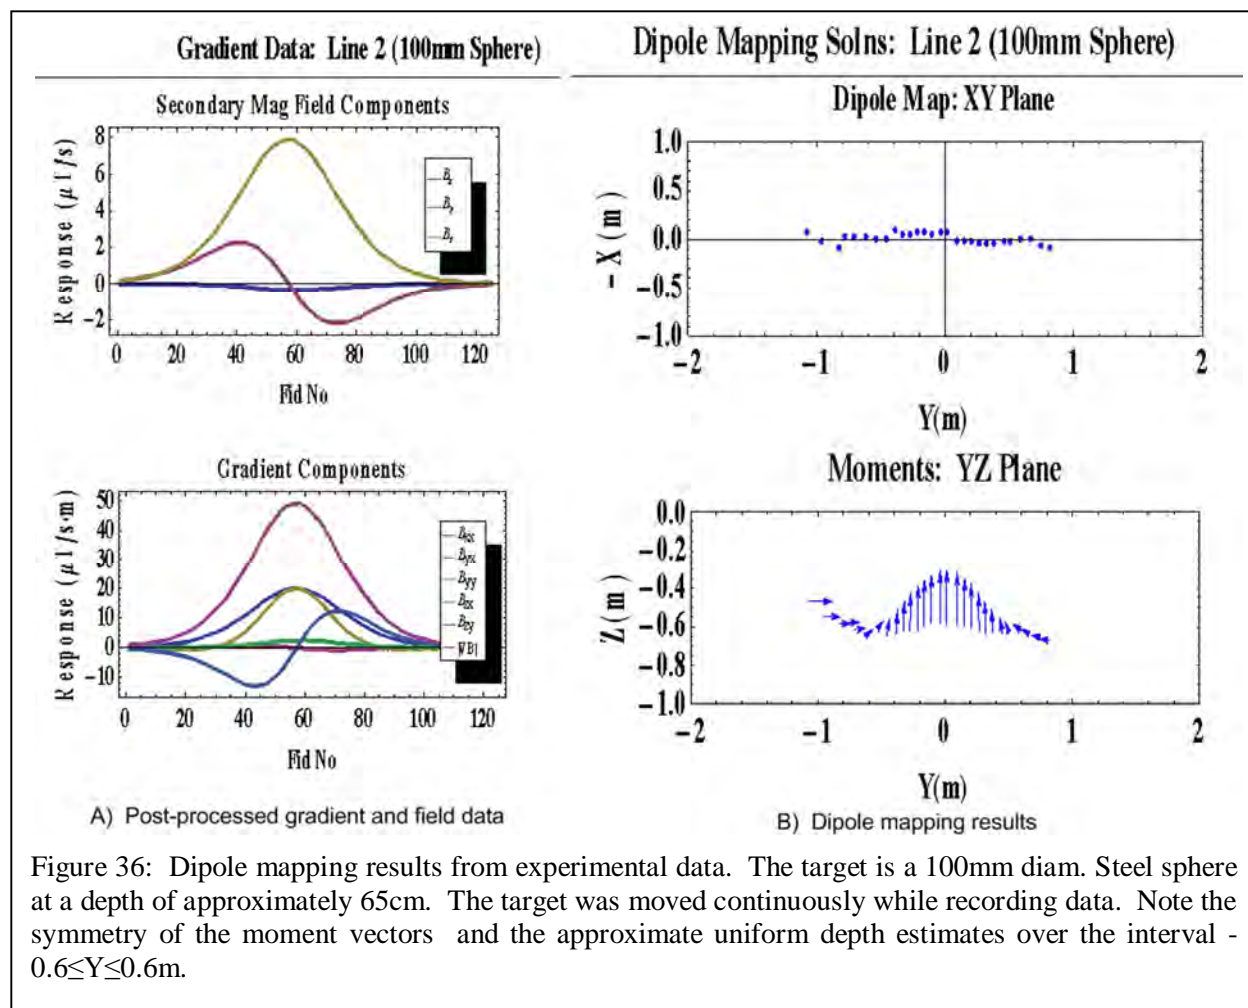 Gradient Data: Line 2 (100mm Sphere)
Secondary Mag Field Components
Response (μT/s)
8
6
4
2
0
−2
0 20 40 60 80 100 120
Fid No
Gradient Components
Response (μT/s·m)
50
40
30
20
10
0
−10
0 20 40 60 80 100 120
Fid No
A) Post-processed gradient and field data
Dipole Mapping Solns: Line 2 (100mm Sphere)
Dipole Map: XY Plane
−X(m)
1.0
0.5
0.0
−0.5
−1.0
−2 −1 0 1 2
Y(m)
Moments: YZ Plane
Z(m)
0.0
−0.2
−0.4
−0.6
−0.8
−1.0
−2 −1 0 1 2
Y(m)
B) Dipole mapping results
Figure 36: Dipole mapping results from experimental data. The target is a 100mm diam. Steel sphere
at a depth of approximately 65cm. The target was moved continuously while recording data. Note the
symmetry of the moment vectors and the approximate uniform depth estimates over the interval -
0.6≤Y≤0.6m.